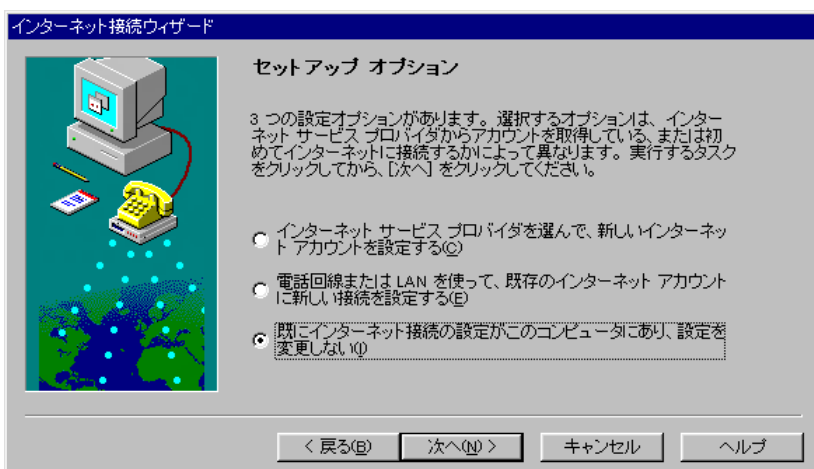 インターネット接続ウィザード
セットアップ オプション
3 つの設定オプションがあります。選択するオプションは、インター
ネット サービス プロバイダからアカウントを取得している、または初
めてインターネットに接続するかによって異なります。実行するタスク
をクリックしてから、[次へ] をクリックしてください。
インターネット サービス プロバイダを選んで、新しいインターネッ
ト アカウントを設定する(C)
電話回線または LAN を使って、既存のインターネット アカウント
に新しい接続を設定する(E)
既にインターネット接続の設定がこのコンピュータにあり、設定を
変更しない(I)
< 戻る(B) 次へ(N) > キャンセル ヘルプ